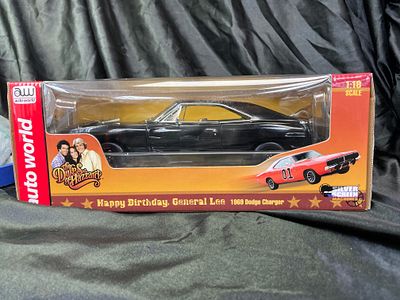 aw
auto world
1:18
SCALE
The Dukes of Hazzard
01
SILVER
SCREEN
Happy Birthday, General Lee 1969 Dodge Charger